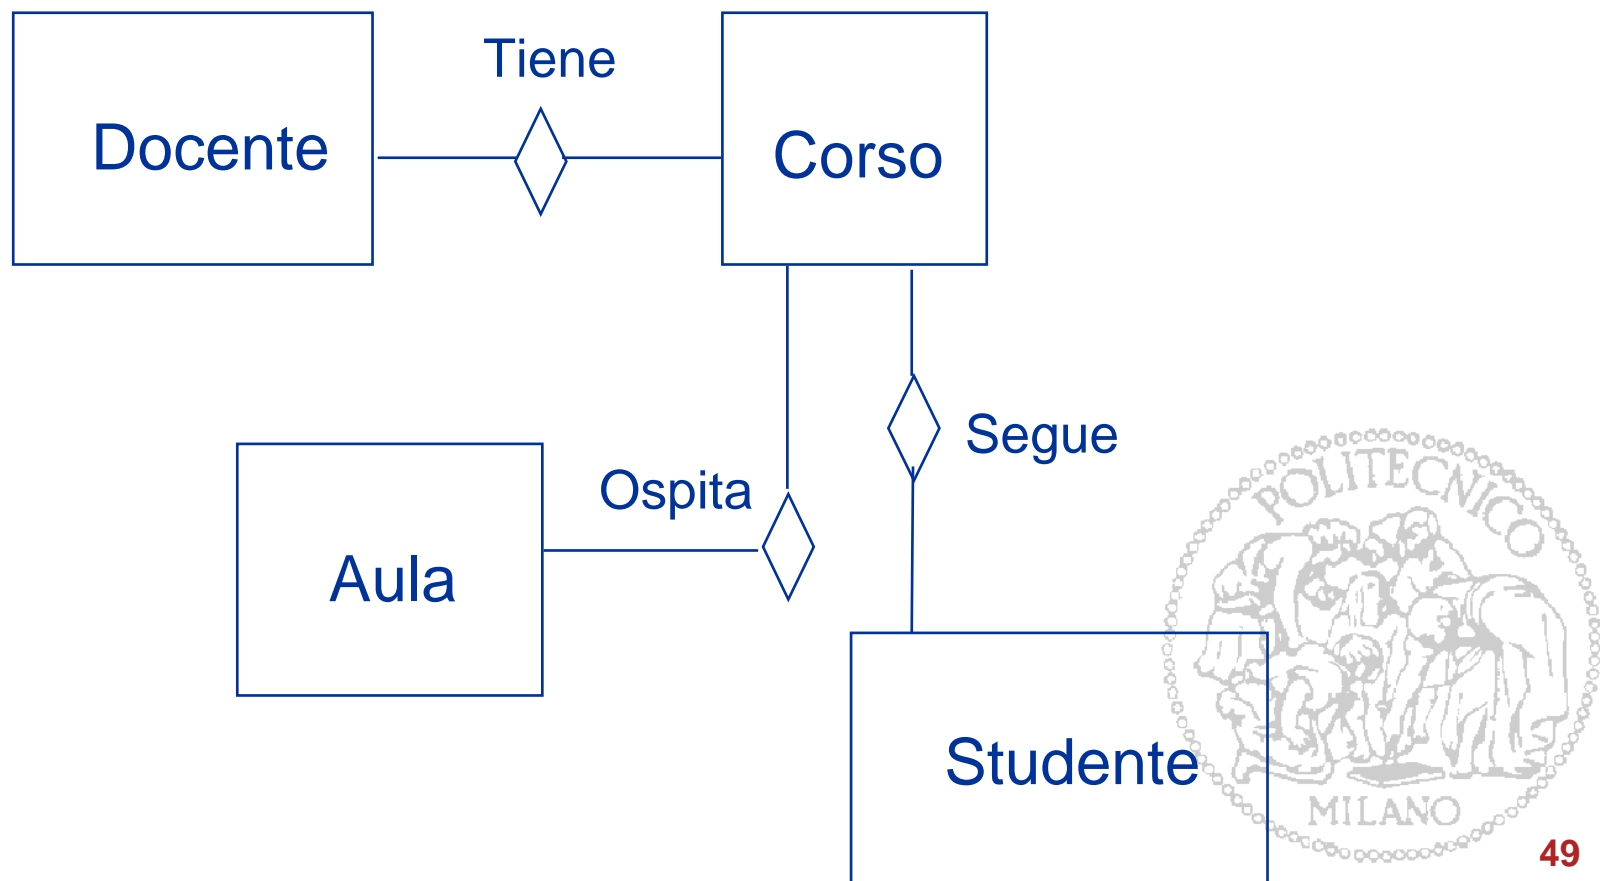 Tiene
Docente
Corso
Segue
Ospita
Aula
Studente
POLITECNICO
MILANO
49